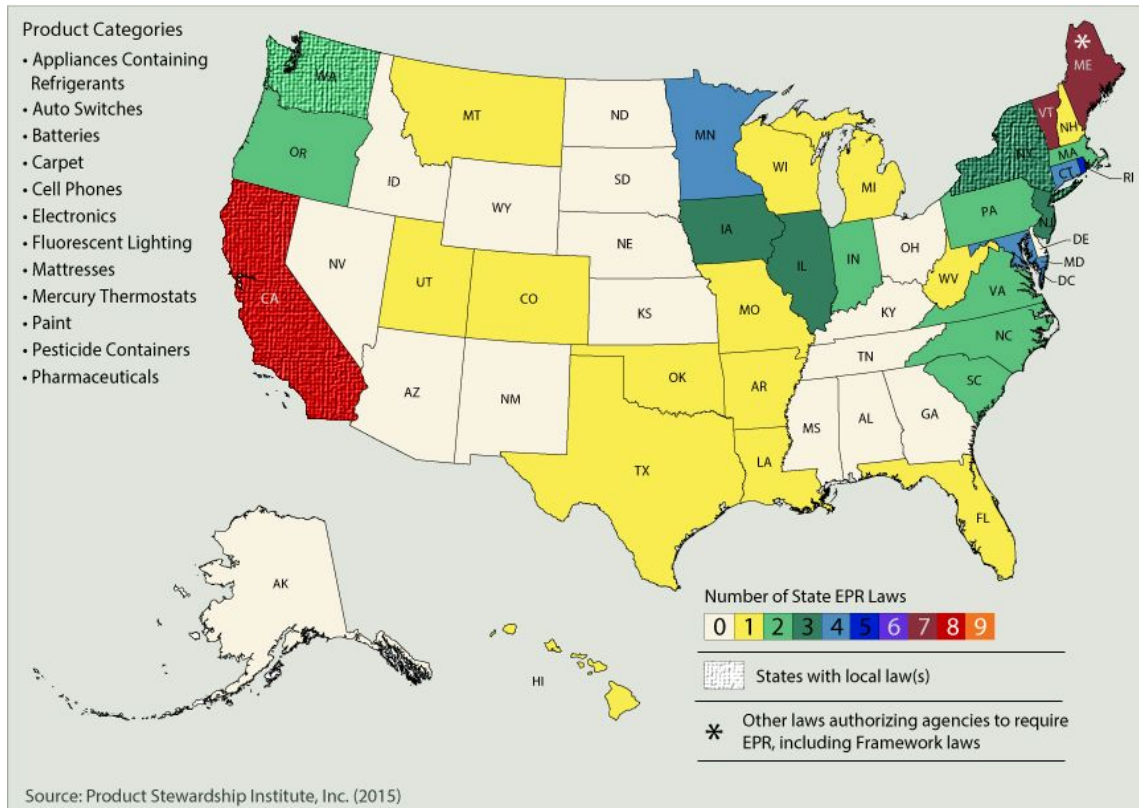 Product Categories
• Appliances Containing
Refrigerants
• Auto Switches
• Batteries
• Carpet
• Cell Phones
• Electronics
• Fluorescent Lighting
• Mattresses
• Mercury Thermostats
• Paint
• Pesticide Containers
• Pharmaceuticals
WA
OR
CA
MT
ID
WY
NV
UT
CO
AZ
NM
ND
SD
NE
KS
OK
TX
MN
IA
MO
AR
LA
WI
MI
IL
IN
OH
KY
TN
MS
AL
GA
FL
SC
NC
VA
WV
PA
NY
NJ
DE
MD
DC
CT
RI
MA
NH
VT
*
ME
AK
HI
Number of State EPR Laws
0 1 2 3 4 5 6 7 8 9
States with local law(s)
* Other laws authorizing agencies to require
EPR, including Framework laws
Source: Product Stewardship Institute, Inc. (2015)